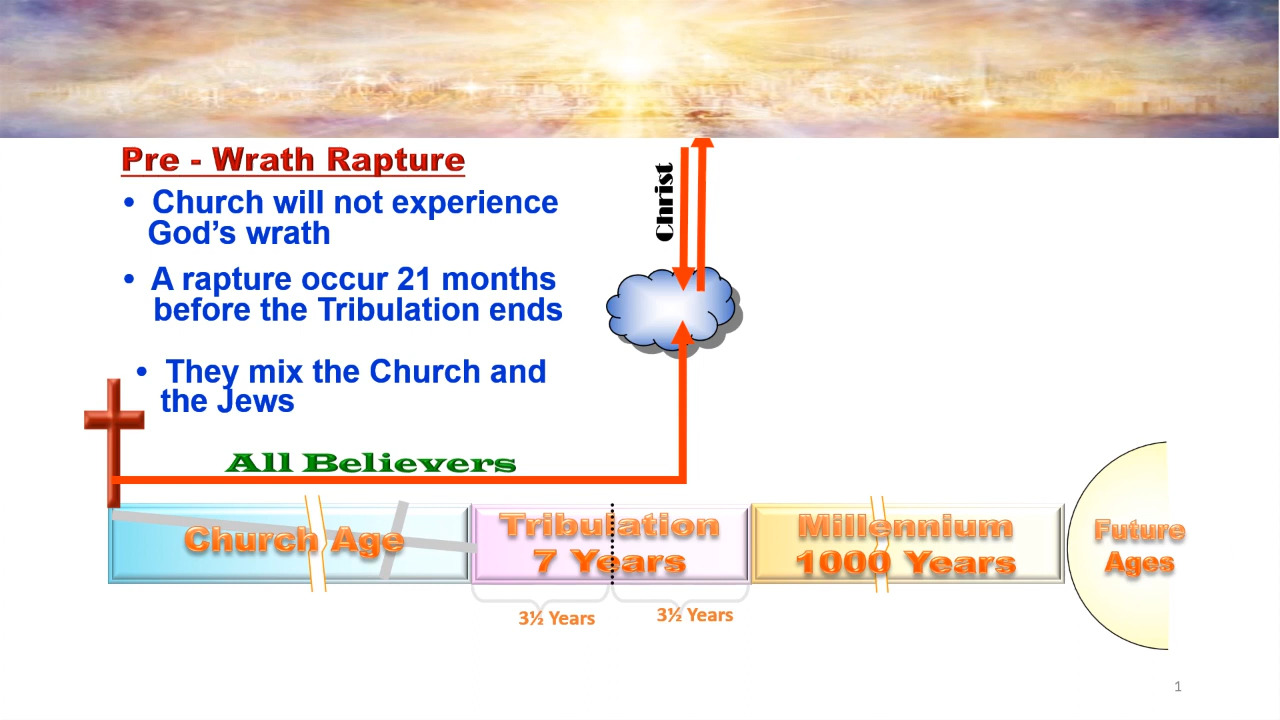 Pre - Wrath Rapture
• Church will not experience
God’s wrath
• A rapture occur 21 months
before the Tribulation ends
• They mix the Church and
the Jews
Christ
All Believers
Church Age
Tribulation
7 Years
Millennium
1000 Years
Future
Ages
3½ Years
3½ Years
1